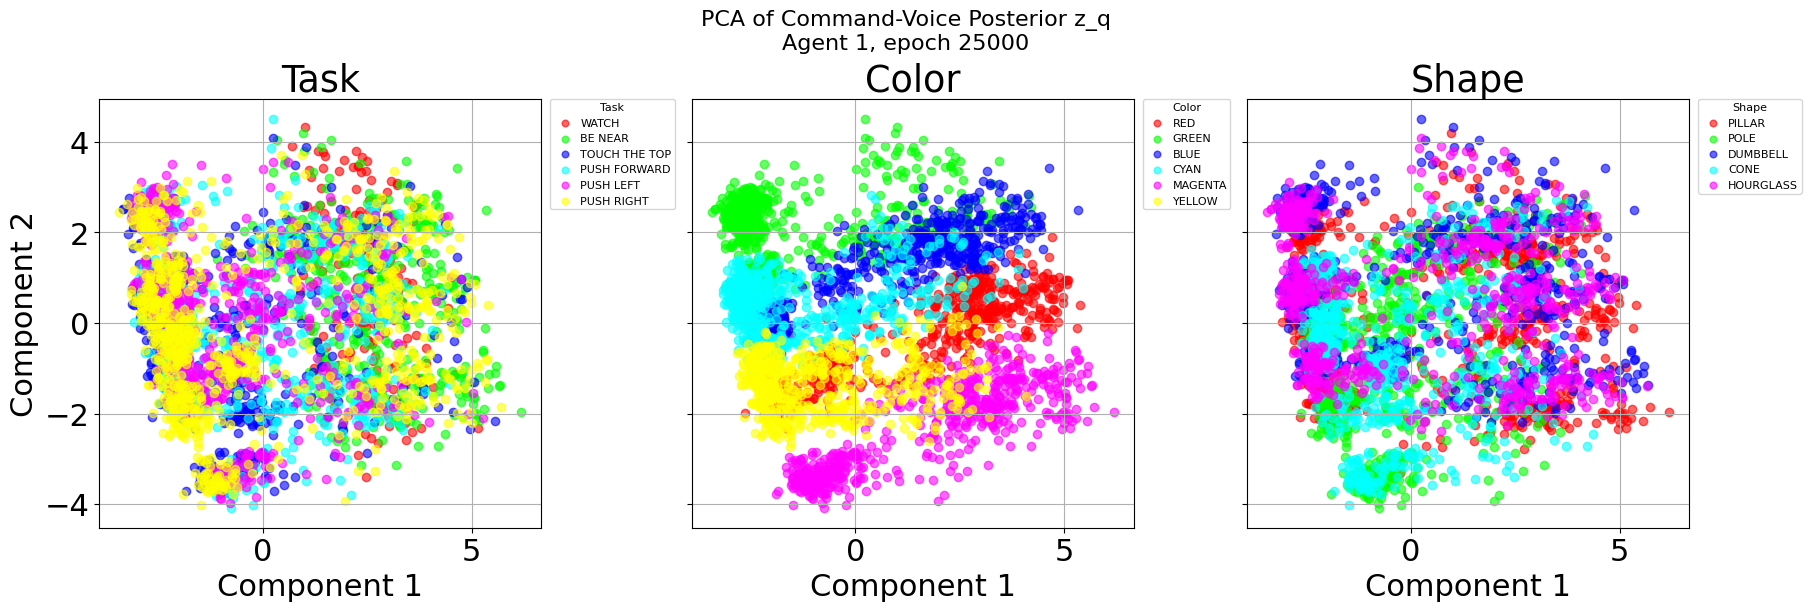 PCA of Command-Voice Posterior z_q
Agent 1, epoch 25000
Task
Color
Shape
Task
WATCH
BE NEAR
TOUCH THE TOP
PUSH FORWARD
PUSH LEFT
PUSH RIGHT
Color
RED
GREEN
BLUE
CYAN
MAGENTA
YELLOW
Shape
PILLAR
POLE
DUMBBELL
CONE
HOURGLASS
Component 2
4
2
0
−2
−4
0 5
0 5
0 5
Component 1
Component 1
Component 1